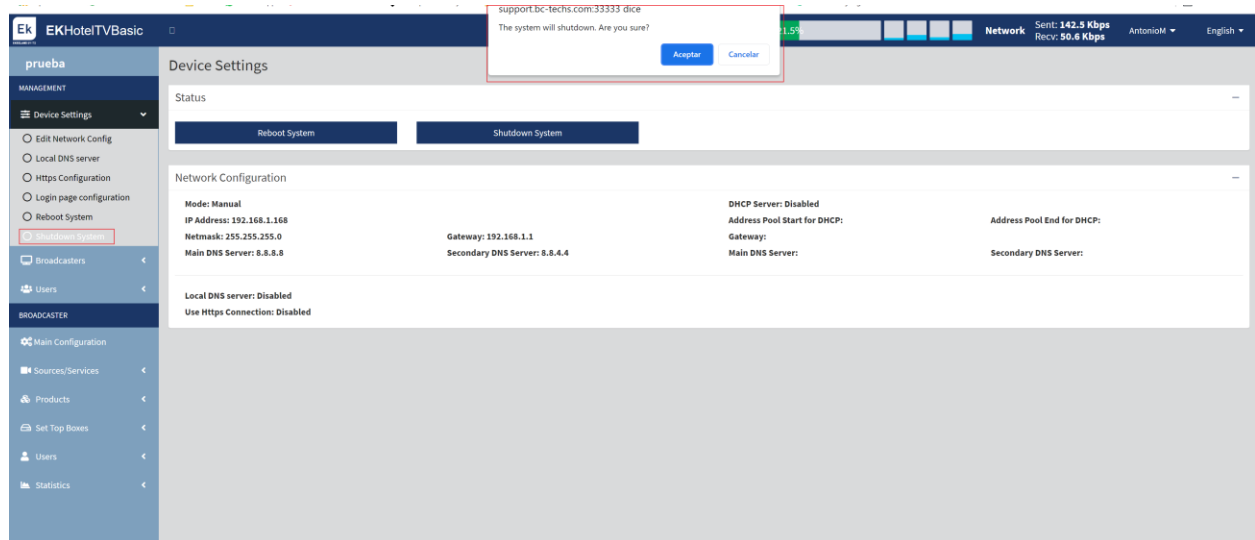 support.bc-techs.com:33333 dice
The system will shutdown. Are you sure?
Aceptar Cancelar
Ek EKHotelTVBasic
Network Sent: 142.5 Kbps
Recv: 50.6 Kbps
AntonioM English
prueba
MANAGEMENT
Device Settings
Edit Network Config
Local DNS server
Https Configuration
Login page configuration
Reboot System
Shutdown System
Broadcasters
Users
BROADCASTER
Main Configuration
Sources/Services
Products
Set Top Boxes
Users
Statistics
Device Settings
Status
Reboot System Shutdown System
Network Configuration
Mode: Manual DHCP Server: Disabled
IP Address: 192.168.1.168 Address Pool Start for DHCP: Address Pool End for DHCP:
Netmask: 255.255.255.0 Gateway: 192.168.1.1 Gateway:
Main DNS Server: 8.8.8.8 Secondary DNS Server: 8.8.4.4 Main DNS Server: Secondary DNS Server:
Local DNS server: Disabled
Use Https Connection: Disabled